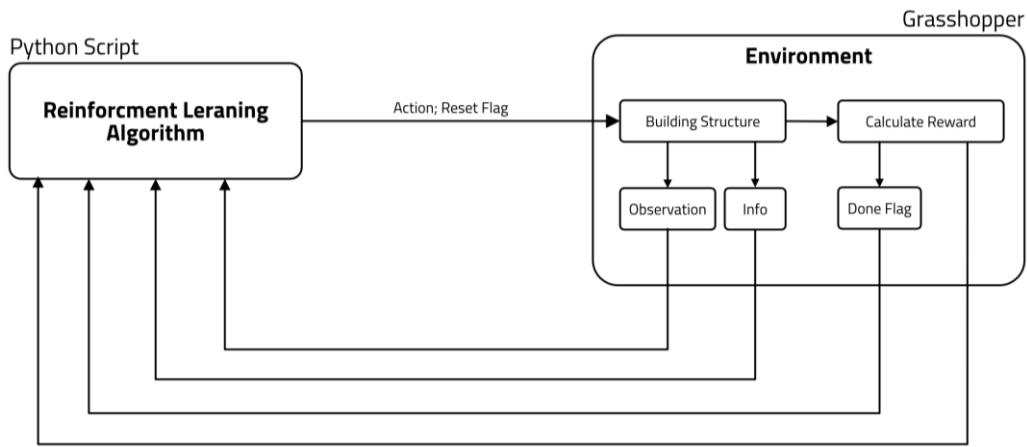 Grasshopper
Python Script
Environment
Reinforcment Leraning
Algorithm
Action; Reset Flag
Building Structure
Calculate Reward
Observation
Info
Done Flag